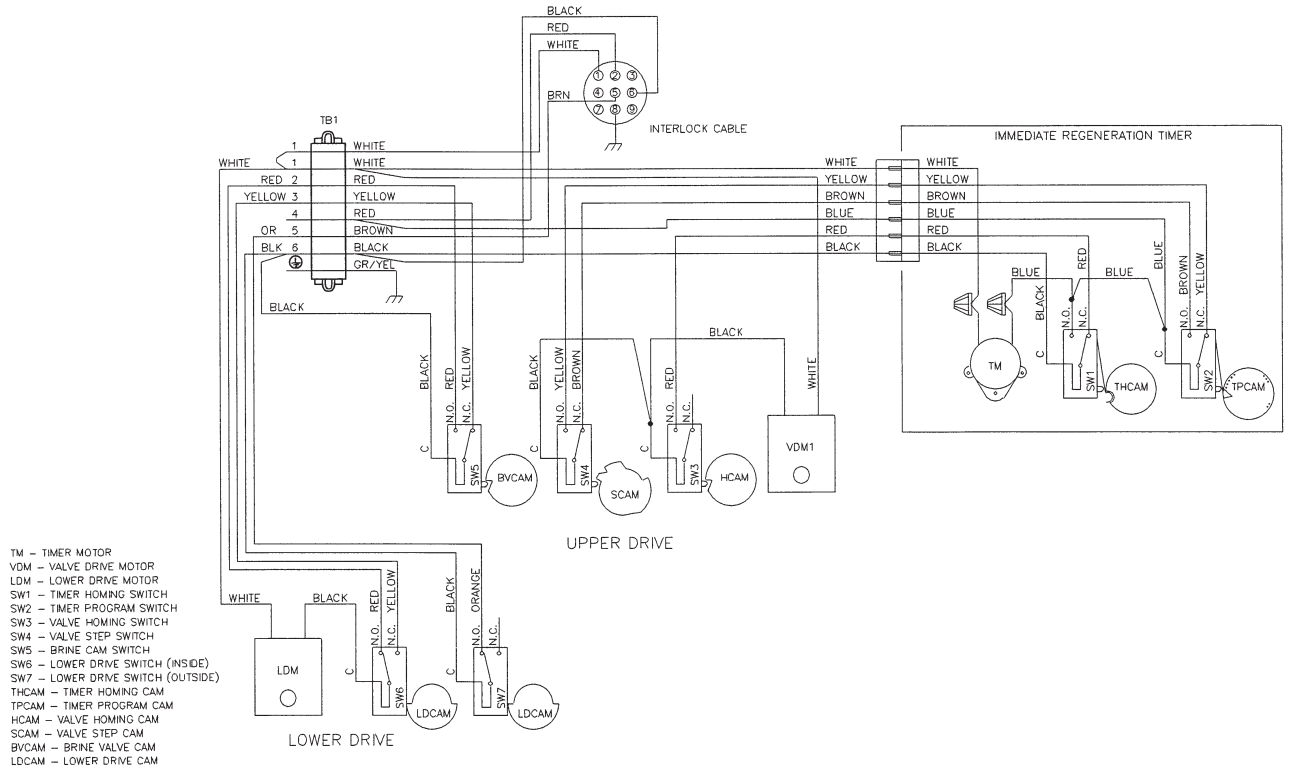 BLACK
RED
WHITE
1 2 3
4 5 6
7 8 9
BRN
INTERLOCK CABLE
TB1
IMMEDIATE REGENERATION TIMER
1 WHITE
WHITE 1 WHITE
RED 2 RED
YELLOW 3 YELLOW
4 RED
OR 5 BROWN
BLK 6 BLACK
GR/YEL
BLACK
WHITE WHITE
YELLOW YELLOW
BROWN BROWN
BLUE BLUE
RED RED
BLACK BLACK
BLUE
BLACK
RED
BLUE
BLUE
BROWN
YELLOW
N.O.
N.C.
C
SW1
THCAM
TM
N.O.
N.C.
C
SW2
TPCAM
BLACK
RED
YELLOW
N.O.
N.C.
C
SW5
BVCAM
BLACK
YELLOW
BROWN
N.O.
N.C.
C
SW4
SCAM
BLACK
RED
N.O.
N.C.
C
SW3
HCAM
WHITE
VDM1
UPPER DRIVE
WHITE
BLACK
RED
YELLOW
N.O.
N.C.
C
SW6
LDCAM
LDM
BLACK
ORANGE
N.O.
N.C.
C
SW7
LDCAM
LOWER DRIVE
TM – TIMER MOTOR
VDM – VALVE DRIVE MOTOR
LDM – LOWER DRIVE MOTOR
SW1 – TIMER HOMING SWITCH
SW2 – TIMER PROGRAM SWITCH
SW3 – VALVE HOMING SWITCH
SW4 – VALVE STEP SWITCH
SW5 – BRINE CAM SWITCH
SW6 – LOWER DRIVE SWITCH (INSIDE)
SW7 – LOWER DRIVE SWITCH (OUTSIDE)
THCAM – TIMER HOMING CAM
TPCAM – TIMER PROGRAM CAM
HCAM – VALVE HOMING CAM
SCAM – VALVE STEP CAM
BVCAM – BRINE VALVE CAM
LDCAM – LOWER DRIVE CAM